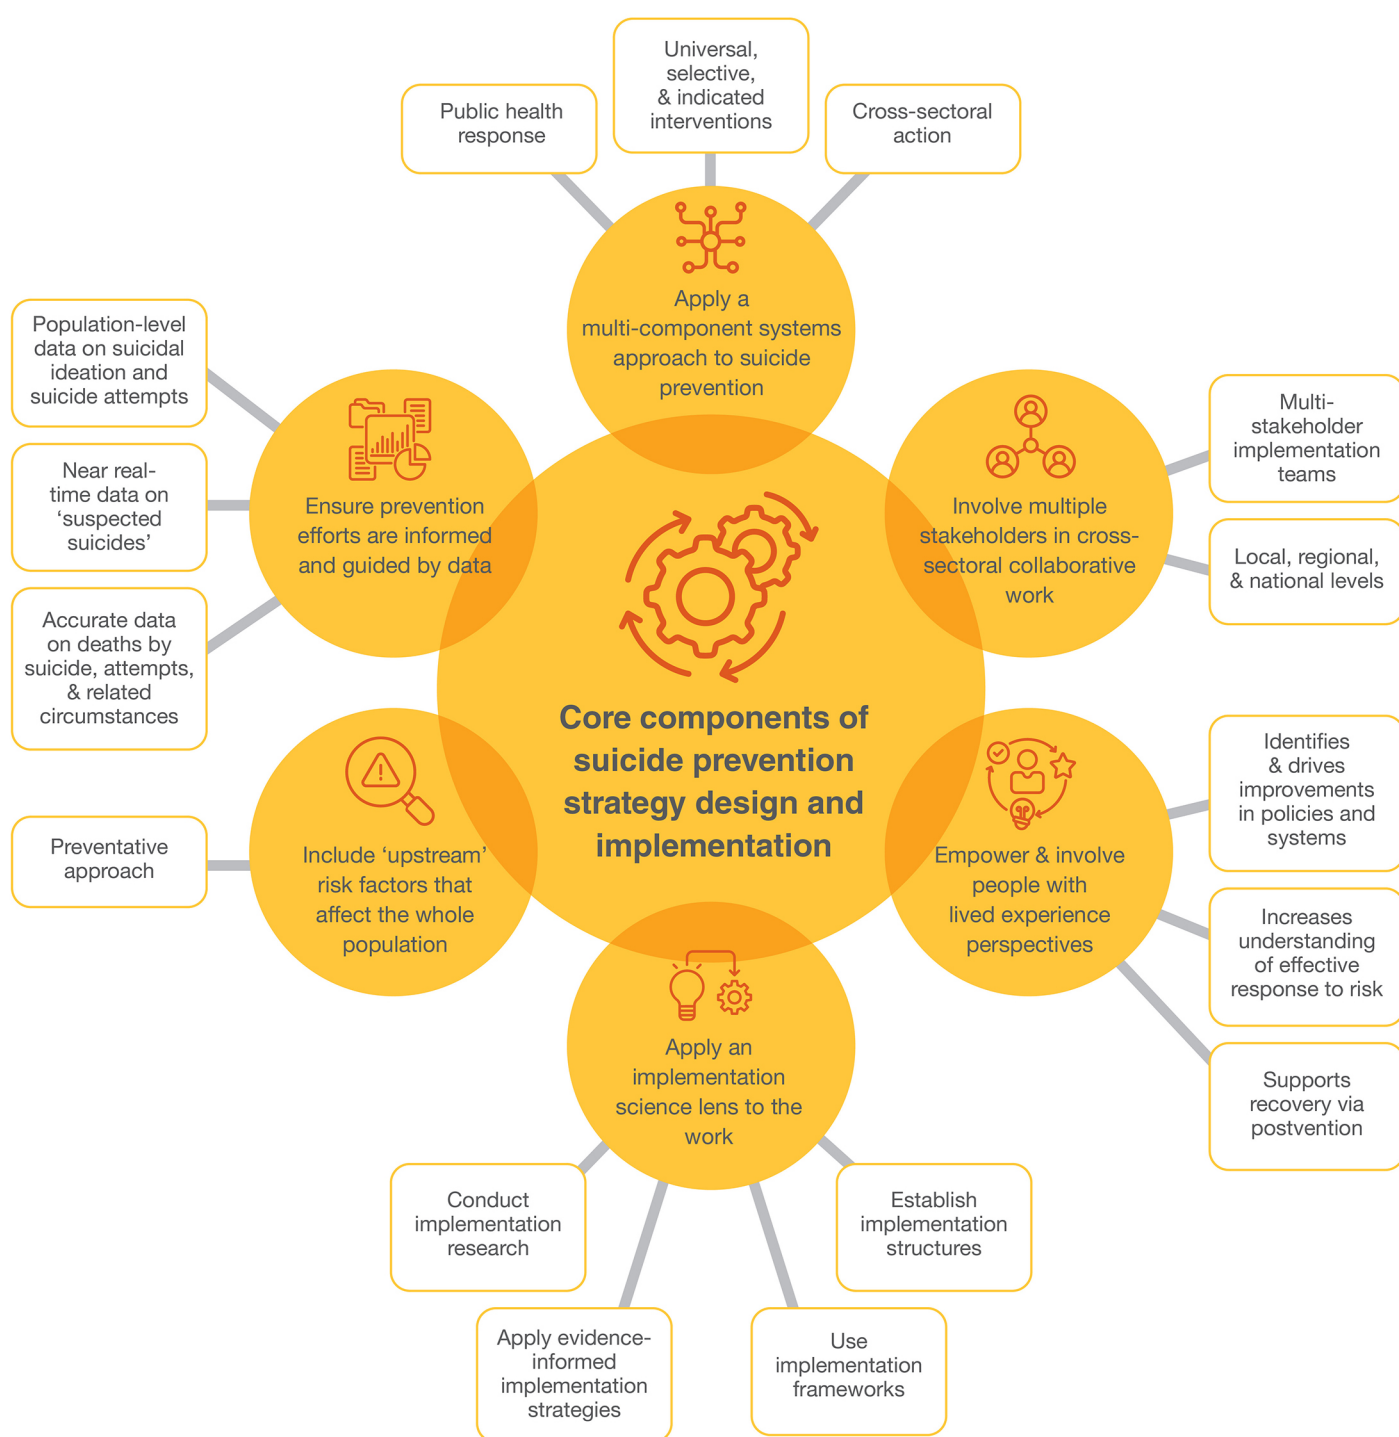 Universal,
selective,
& indicated
interventions
Public health
response
Cross-sectoral
action
Apply a
multi-component systems
approach to suicide
prevention
Population-level
data on suicidal
ideation and
suicide attempts
Near real-
time data on
‘suspected
suicides’
Accurate data
on deaths by
suicide, attempts,
& related
circumstances
Ensure prevention
efforts are informed
and guided by data
Involve multiple
stakeholders in cross-
sectoral collaborative
work
Multi-
stakeholder
implementation
teams
Local, regional,
& national levels
Core components of
suicide prevention
strategy design and
implementation
Preventative
approach
Include ‘upstream’
risk factors that
affect the whole
population
Empower & involve
people with
lived experience
perspectives
Identifies
& drives
improvements
in policies and
systems
Increases
understanding
of effective
response to risk
Supports
recovery via
postvention
Apply an
implementation
science lens to the
work
Conduct
implementation
research
Apply evidence-
informed
implementation
strategies
Use
implementation
frameworks
Establish
implementation
structures